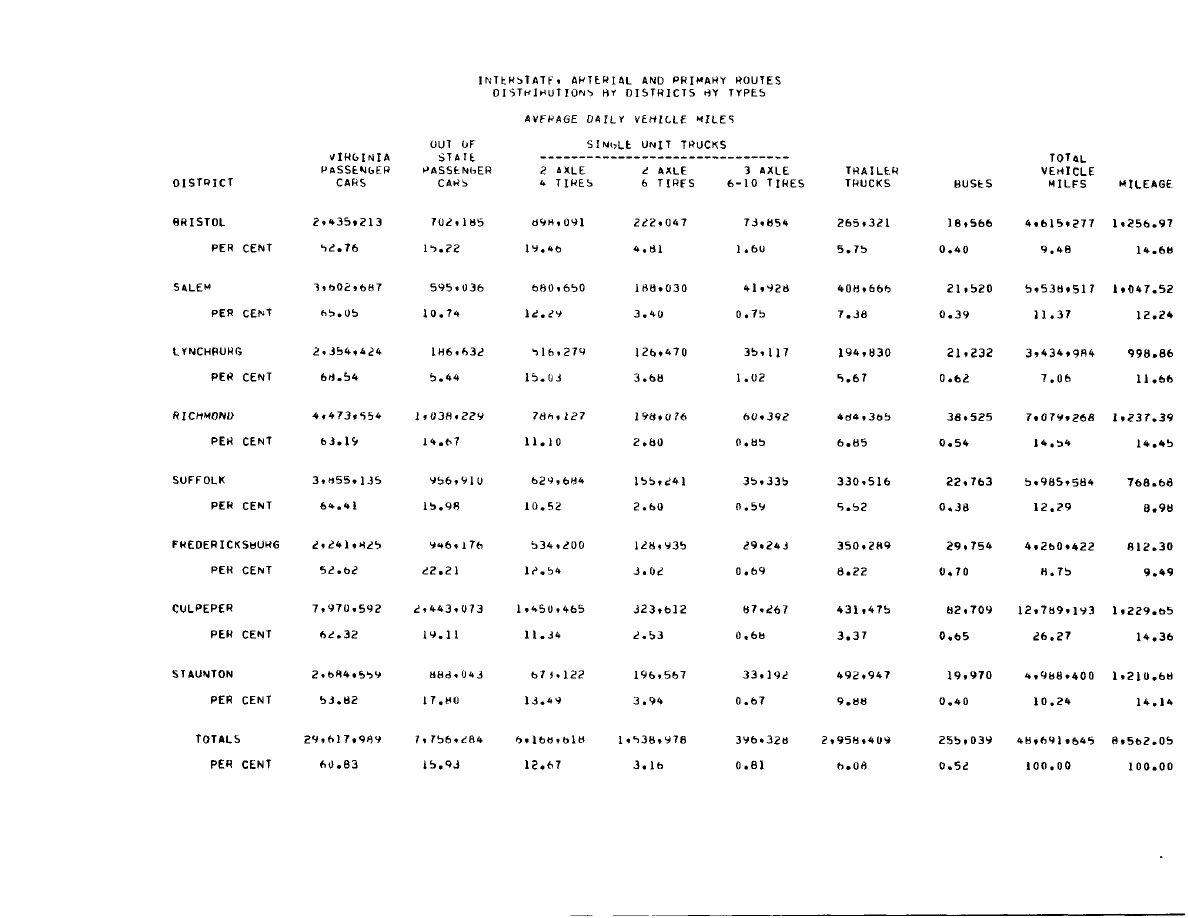 INTERSTATE, ARTERIAL AND PRIMARY ROUTES
DISTRIBUTIONS BY DISTRICTS BY TYPES
AVERAGE DAILY VEHICLE MILES
OUT OF SINGLE UNIT TRUCKS
VIRGINIA STATE -------------------------------- TOTAL
PASSENGER PASSENGER 2 AXLE 2 AXLE 3 AXLE TRAILER VEHICLE
DISTRICT CARS CARS 4 TIRES 6 TIRES 6-10 TIRES TRUCKS BUSES MILES MILEAGE
BRISTOL 2,435,213 702,185 898,091 222,047 73,854 265,321 18,566 4,615,277 1,256.97
PER CENT 52.76 15.22 19.46 4.81 1.60 5.75 0.40 9.48 14.68
SALEM 3,602,687 595,036 680,650 188,030 41,928 408,666 21,520 5,538,517 1,047.52
PER CENT 65.05 10.74 12.29 3.40 0.75 7.38 0.39 11.37 12.24
LYNCHBURG 2,354,424 186,632 516,279 126,470 35,117 194,830 21,232 3,434,984 998.86
PER CENT 68.54 5.44 15.03 3.68 1.02 5.67 0.62 7.06 11.66
RICHMOND 4,473,554 1,038,229 786,127 198,076 60,392 484,365 38,525 7,079,268 1,237.39
PER CENT 63.19 14.67 11.10 2.80 0.85 6.85 0.54 14.54 14.45
SUFFOLK 3,855,135 956,910 629,684 155,241 35,335 330,516 22,763 5,985,584 768.68
PER CENT 64.41 15.98 10.52 2.60 0.59 5.52 0.38 12.29 8.98
FREDERICKSBURG 2,241,825 946,176 534,200 128,935 29,243 350,289 29,754 4,260,422 812.30
PER CENT 52.62 22.21 12.54 3.02 0.69 8.22 0.70 8.75 9.49
CULPEPER 7,970,592 2,443,073 1,450,465 323,612 87,267 431,475 82,709 12,789,193 1,229.65
PER CENT 62.32 19.11 11.34 2.53 0.68 3.37 0.65 26.27 14.36
STAUNTON 2,684,559 888,043 673,122 196,567 33,192 492,947 19,970 4,988,400 1,210.68
PER CENT 53.82 17.80 13.49 3.94 0.67 9.88 0.40 10.24 14.14
TOTALS 29,617,989 7,756,284 6,168,618 1,538,978 396,328 2,958,409 255,039 48,691,645 8,562.05
PER CENT 60.83 15.93 12.67 3.16 0.81 6.08 0.52 100.00 100.00